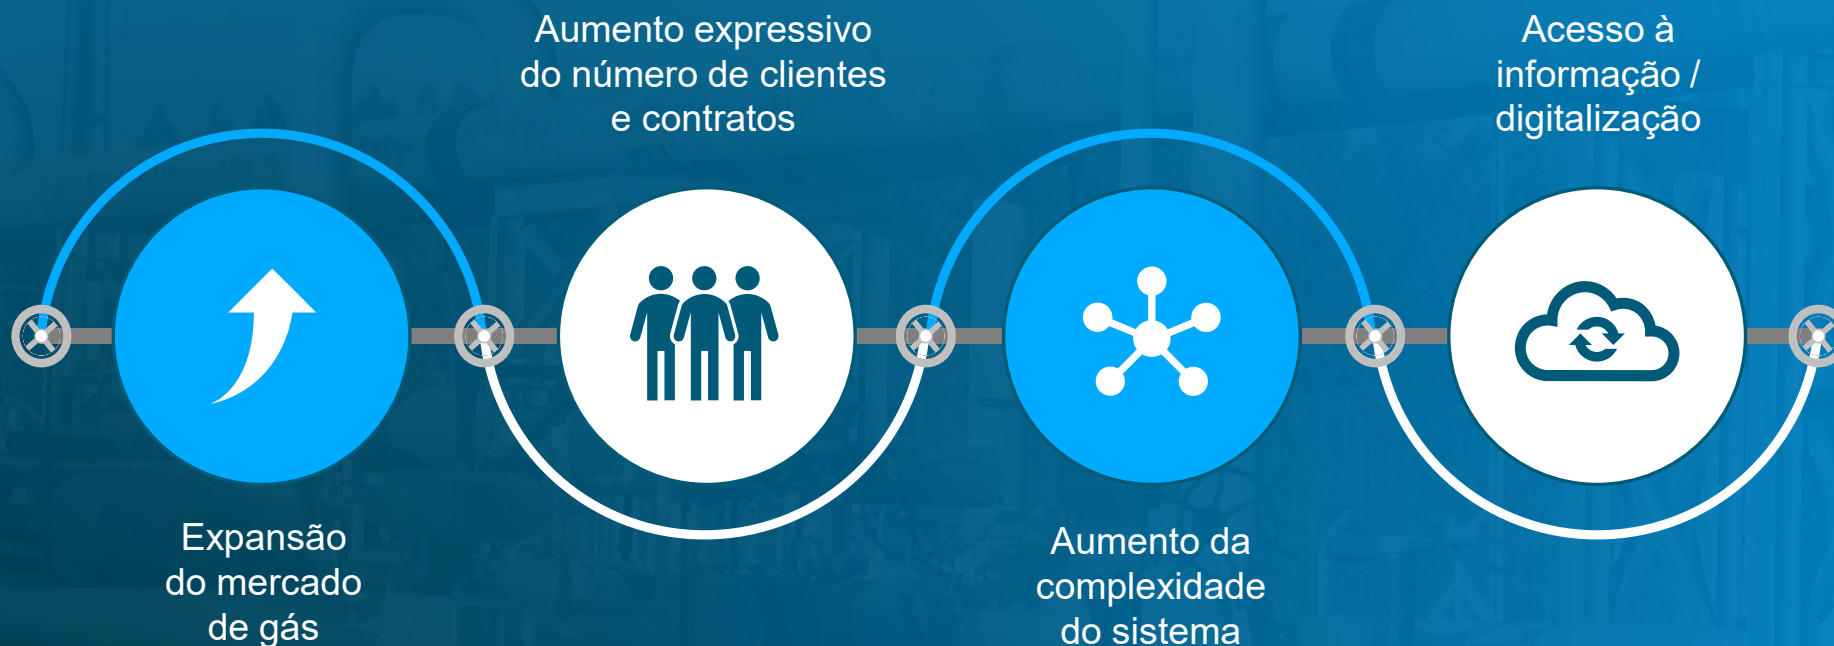 Expansão
do mercado
de gás
Aumento expressivo
do número de clientes
e contratos
Aumento da
complexidade
do sistema
Acesso à
informação /
digitalização